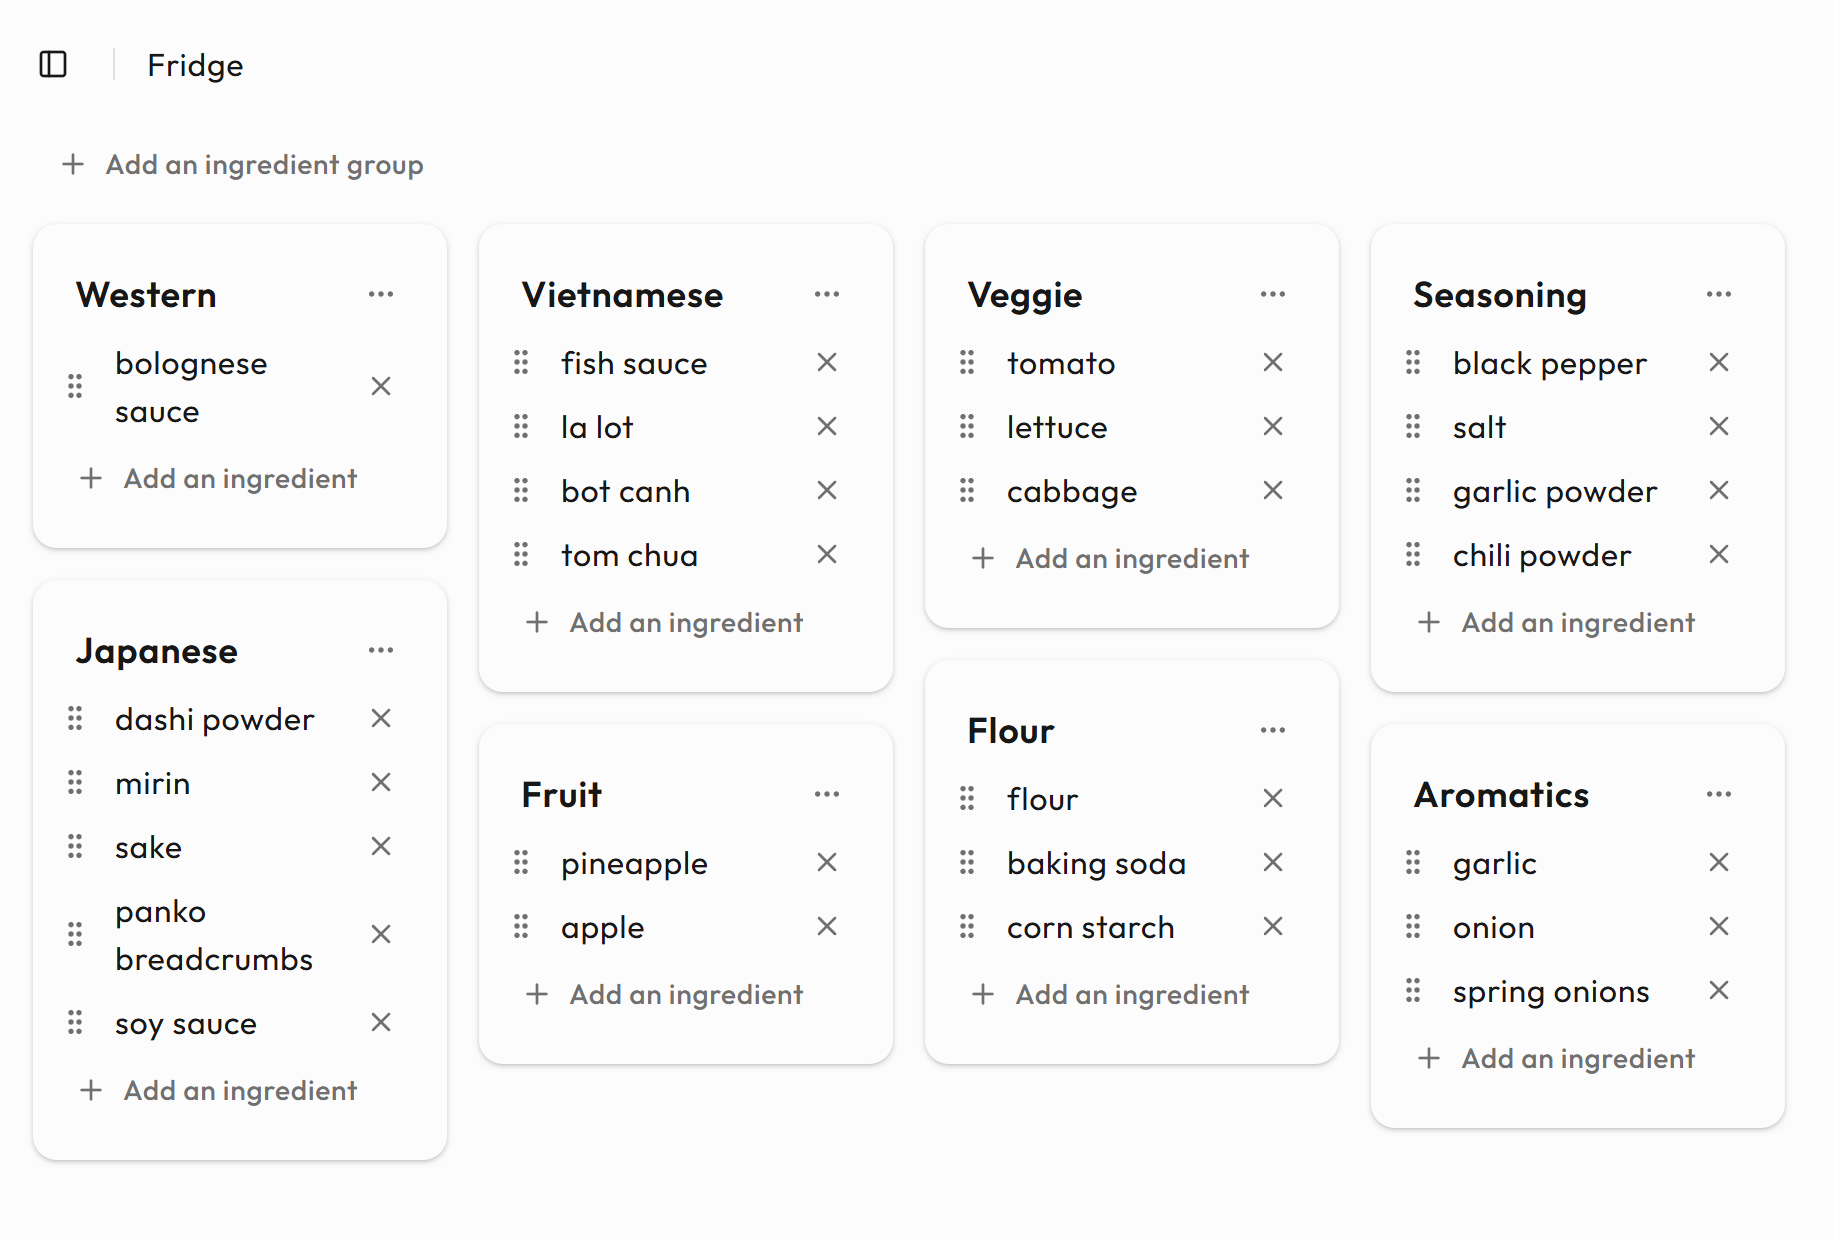 Fridge
Add an ingredient group
Western
bolognese
sauce
Add an ingredient
Japanese
dashi powder
mirin
sake
panko
breadcrumbs
soy sauce
Add an ingredient
Vietnamese
fish sauce
la lot
bot canh
tom chua
Add an ingredient
Fruit
pineapple
apple
Add an ingredient
Veggie
tomato
lettuce
cabbage
Add an ingredient
Flour
flour
baking soda
corn starch
Add an ingredient
Seasoning
black pepper
salt
garlic powder
chili powder
Add an ingredient
Aromatics
garlic
onion
spring onions
Add an ingredient